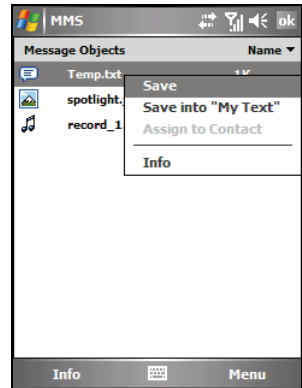 MMS ok
Message Objects Name
Temp.txt 1K
Save
spotlight.
Save into "My Text"
record_1
Assign to Contact
Info
Info Menu